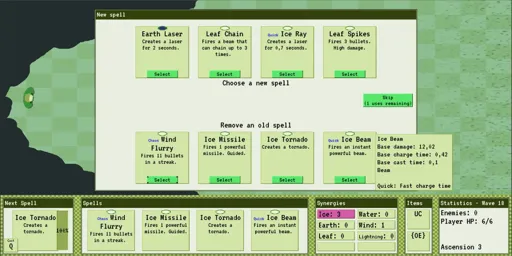 New spell
Earth Laser
Creates a laser
for 2 seconds.
Select
Leaf Chain
Fires a beam that
can chain up to 3
times.
Select
Quick Ice Ray
Creates a laser
for 0,7 seconds.
Select
Leaf Spikes
Fires 3 bullets.
High damage.
Select
Choose a new spell
Skip
(1 uses remaining)
Remove an old spell
Chaos Wind
Flurry
Fires 11 bullets
in a streak.
Select
Ice Missile
Fires 1 powerful
missile. Guided.
Select
Ice Tornado
Creates a
tornado.
Select
Quick Ice Beam
Fires an instant
powerful beam.
Select
Ice Beam
Base damage: 12,02
Base charge time: 0,42
Base cast time: 0,1
Beam
Quick: Fast charge time
Next Spell
Ice Tornado
Creates a
tornado.
Q
Spells
Chaos Wind
Flurry
Fires 11 bullets
in a streak.
Ice Missile
Fires 1 powerful
missile. Guided.
Ice Tornado
Creates a
tornado.
Quick Ice Beam
Fires an instant
powerful beam.
Synergies
Ice: 3 Water: 0
Earth: 0 Wind: 1
Leaf: 0 Lightning: 0
Items
UC
{OE}
Statistics - Wave 18
Enemies: 0
Player HP: 6/6
Ascension 3